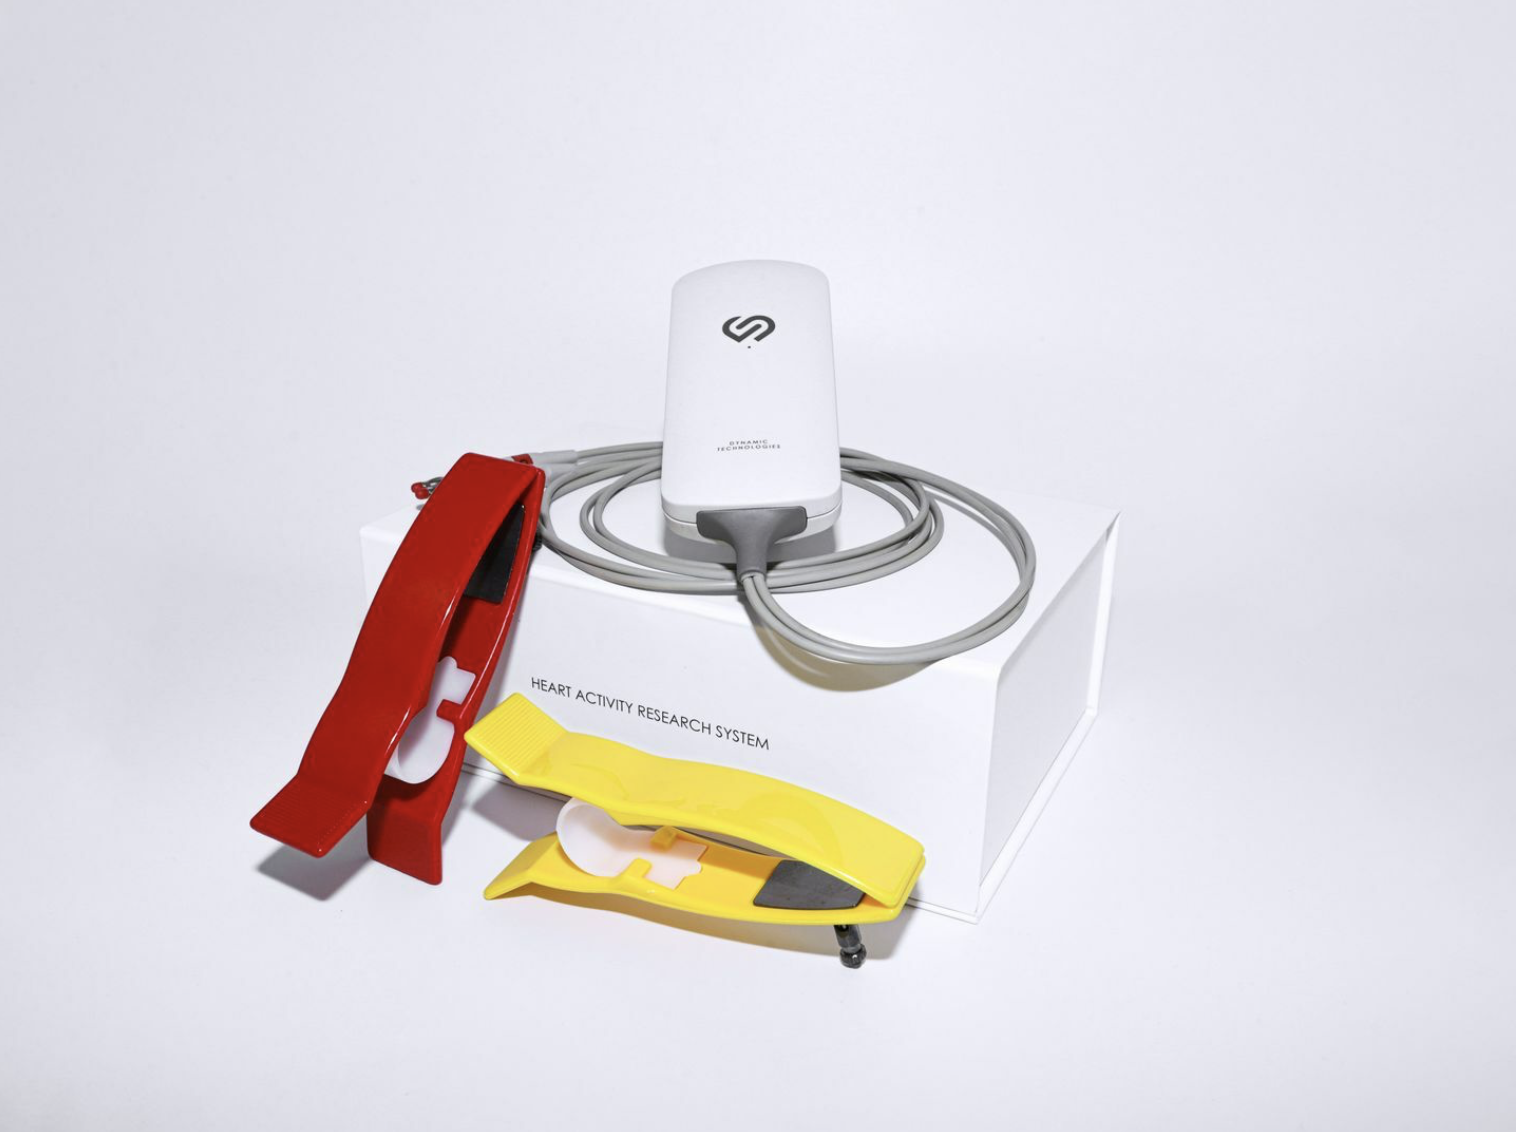 DYNAMIC
TECHNOLOGIES
HEART ACTIVITY RESEARCH SYSTEM